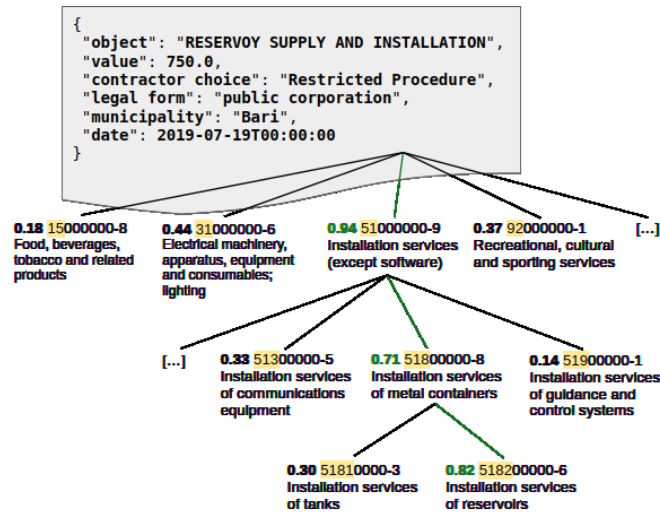 {
"object": "RESERVOY SUPPLY AND INSTALLATION",
"value": 750.0,
"contractor choice": "Restricted Procedure",
"legal form": "public corporation",
"municipality": "Bari",
"date": 2019-07-19T00:00:00
}
0.18 15000000-8
Food, beverages,
tobacco and related
products
0.44 31000000-6
Electrical machinery,
apparatus, equipment
and consumables;
lighting
0.94 51000000-9
Installation services
(except software)
0.37 92000000-1
Recreational, cultural
and sporting services
[...]
[...]
0.33 51300000-5
Installation services
of communications
equipment
0.71 51800000-8
Installation services
of metal containers
0.14 51900000-1
Installation services
of guidance and
control systems
0.30 51810000-3
Installation services
of tanks
0.82 51820000-6
Installation services
of reservoirs